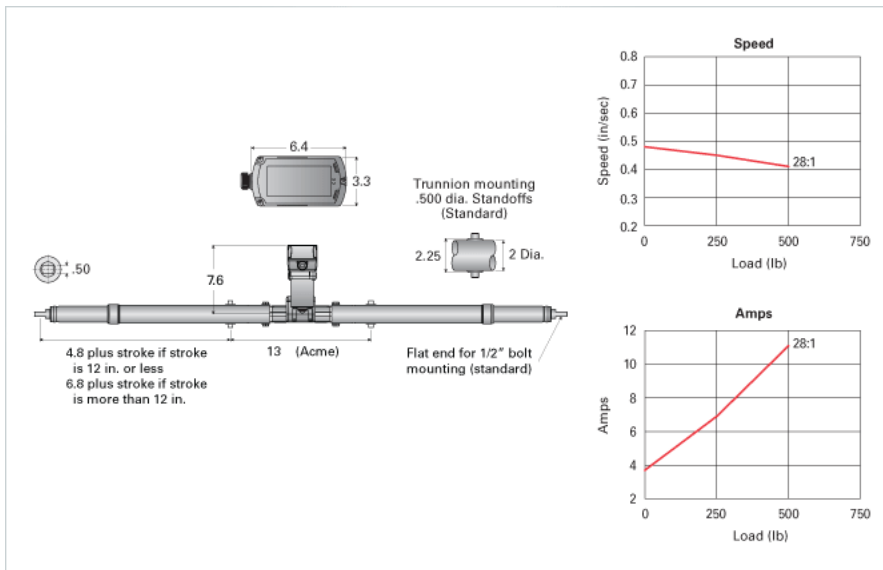 6.4
3.3
Trunnion mounting
.500 dia. Standoffs
(Standard)
2.25
2 Dia.
.50
7.6
4.8 plus stroke if stroke
is 12 in. or less
6.8 plus stroke if stroke
is more than 12 in.
13 (Acme)
Flat end for 1/2" bolt
mounting (standard)
Speed
Speed (in/sec)
0.8
0.7
0.6
0.5
0.4
0.3
0.2
28:1
0 250 500 750
Load (lb)
Amps
Amps
12
10
8
6
4
2
28:1
0 250 500 750
Load (lb)